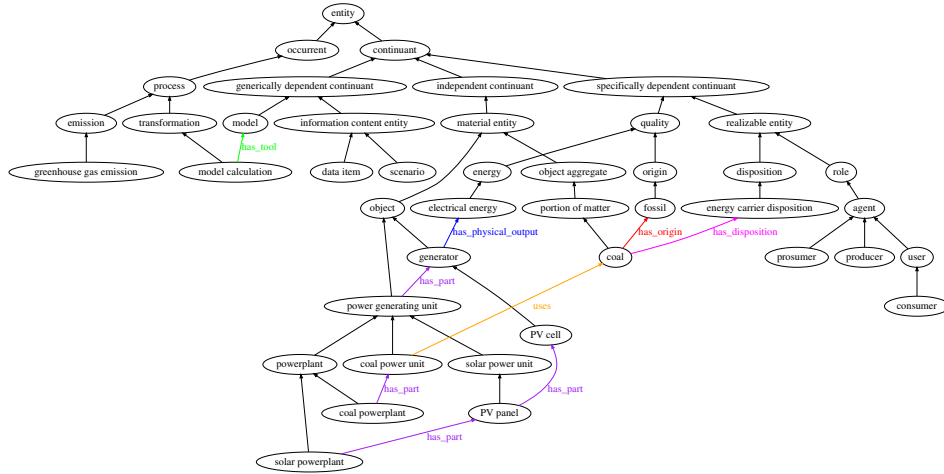 entity
occurrent
continuant
process
generically dependent continuant
independent continuant
specifically dependent continuant
emission
transformation
model
information content entity
material entity
quality
realizable entity
has_tool
greenhouse gas emission
model calculation
data item
scenario
energy
object aggregate
origin
disposition
role
object
electrical energy
portion of matter
fossil
energy carrier disposition
agent
has_physical_output
has_origin
has_disposition
generator
coal
prosumer
producer
user
has_part
power generating unit
uses
consumer
PV cell
powerplant
coal power unit
solar power unit
has_part
has_part
coal powerplant
PV panel
has_part
solar powerplant